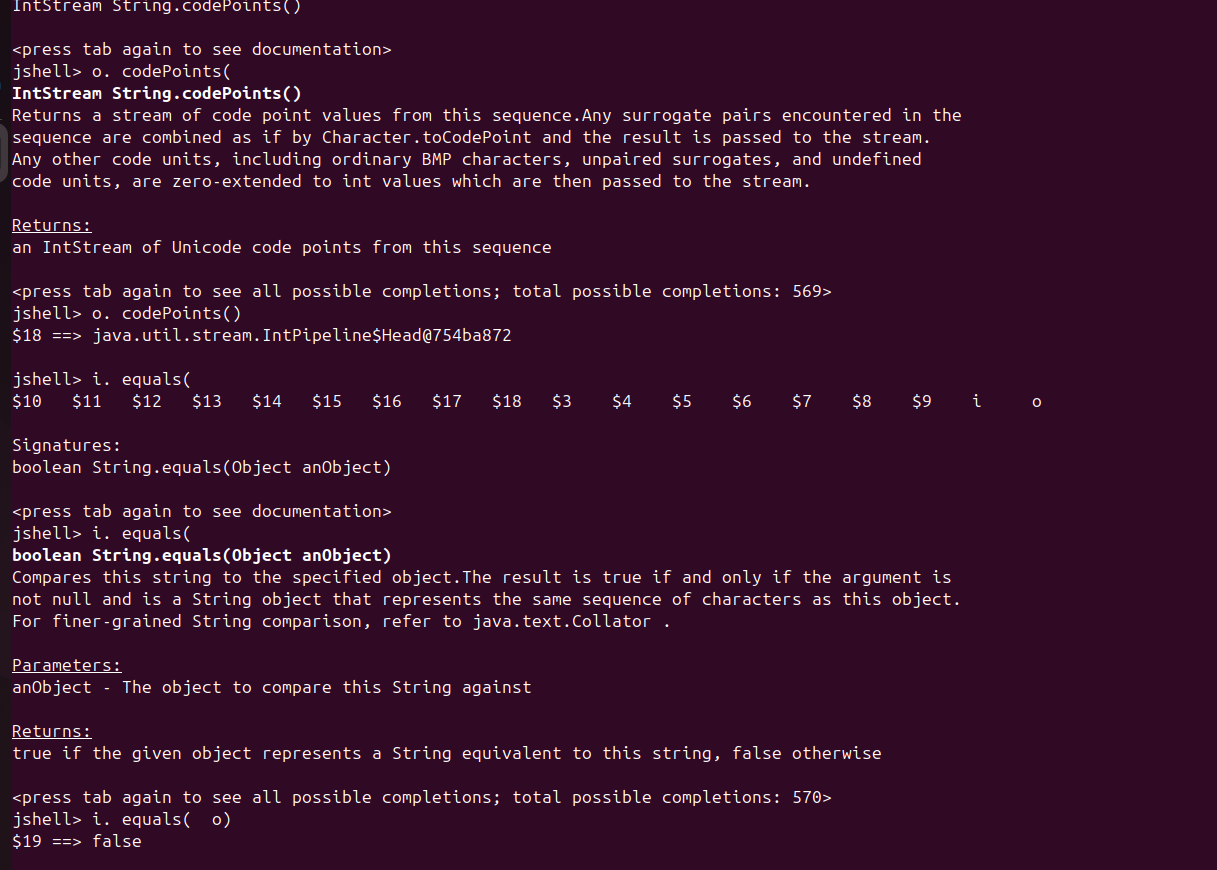 IntStream String.codePoints()
<press tab again to see documentation>
jshell> o. codePoints(
IntStream String.codePoints()
Returns a stream of code point values from this sequence.Any surrogate pairs encountered in the
sequence are combined as if by Character.toCodePoint and the result is passed to the stream.
Any other code units, including ordinary BMP characters, unpaired surrogates, and undefined
code units, are zero-extended to int values which are then passed to the stream.
Returns:
an IntStream of Unicode code points from this sequence
<press tab again to see all possible completions; total possible completions: 569>
jshell> o. codePoints()
$18 ==> java.util.stream.IntPipeline$Head@754ba872
jshell> i. equals(
$10   $11   $12   $13   $14   $15   $16   $17   $18   $3    $4    $5    $6    $7    $8    $9    i     o
Signatures:
boolean String.equals(Object anObject)
<press tab again to see documentation>
jshell> i. equals(
boolean String.equals(Object anObject)
Compares this string to the specified object.The result is true if and only if the argument is
not null and is a String object that represents the same sequence of characters as this object.
For finer-grained String comparison, refer to java.text.Collator .
Parameters:
anObject - The object to compare this String against
Returns:
true if the given object represents a String equivalent to this string, false otherwise
<press tab again to see all possible completions; total possible completions: 570>
jshell> i. equals(  o)
$19 ==> false